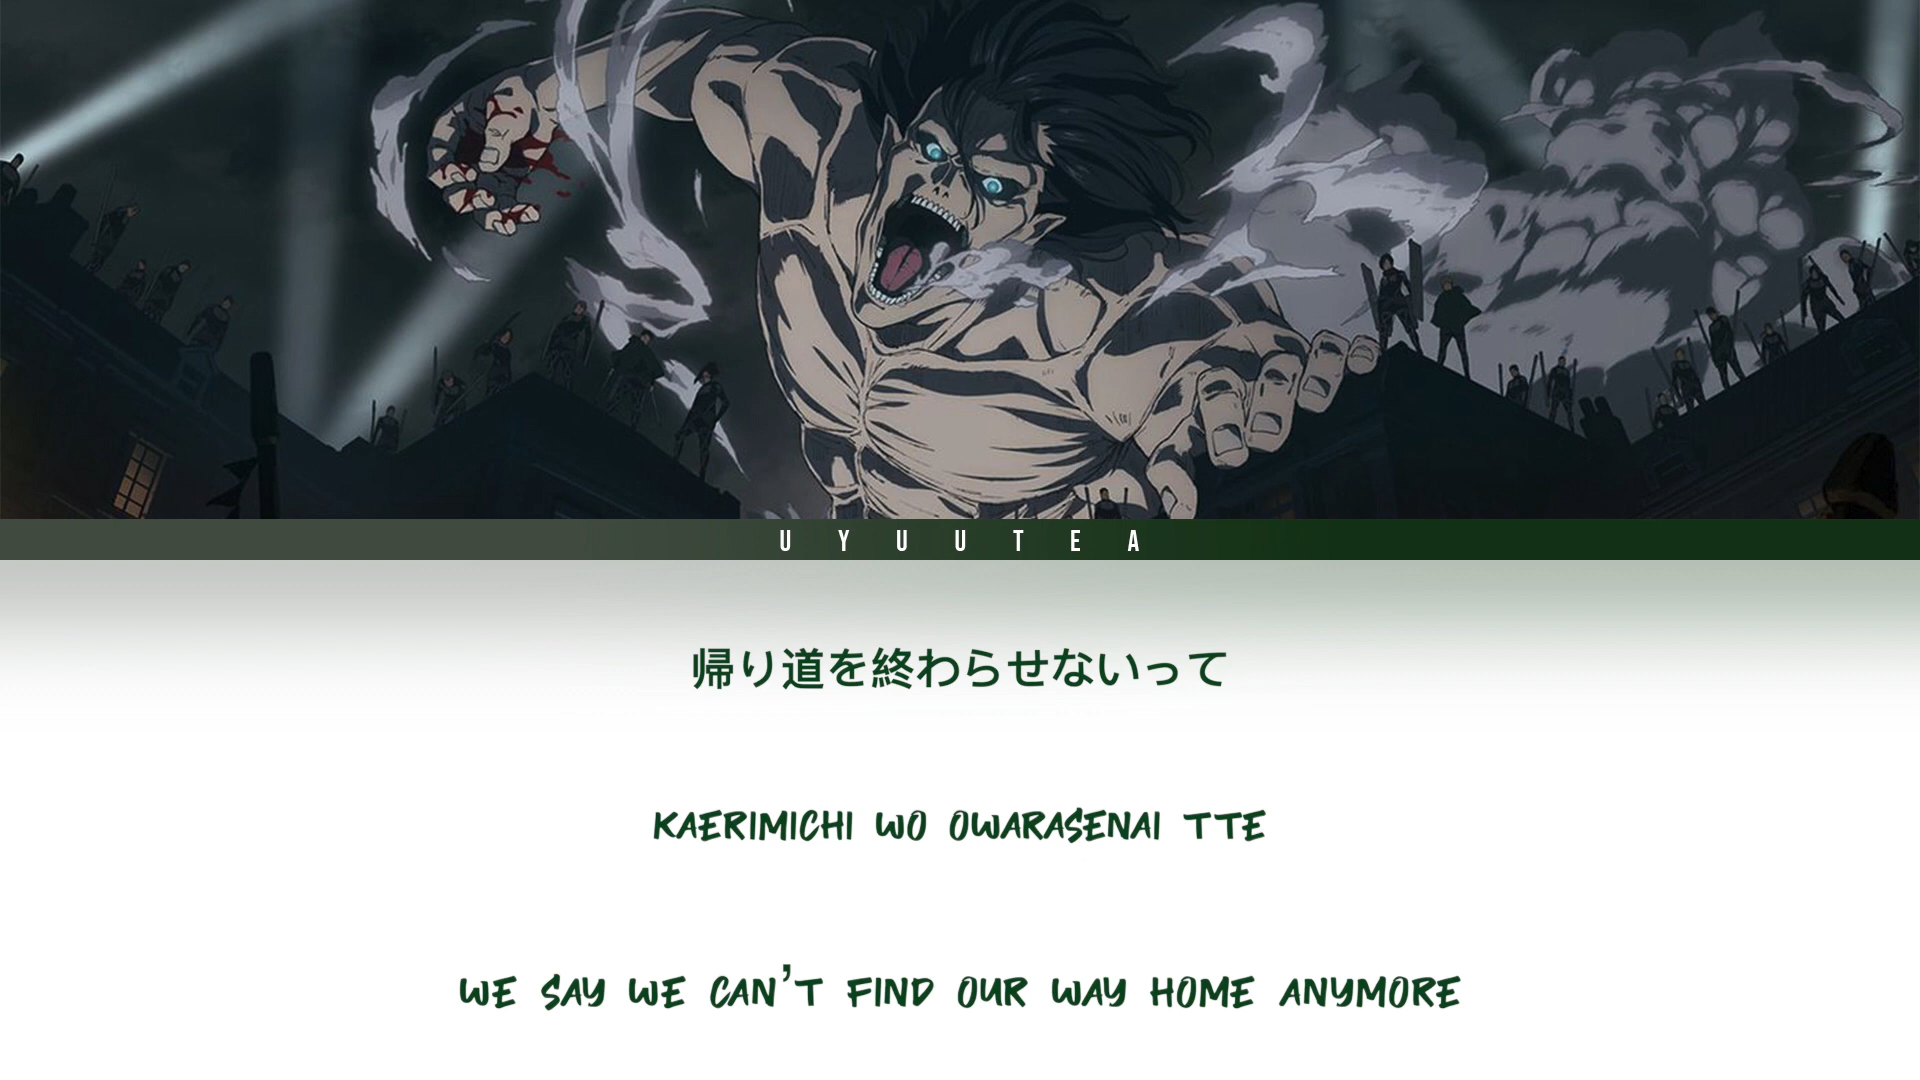 UYUUTEA
帰り道を終わらせないって
KAERIMICHI WO OWARASENAI TTE
WE SAY WE CAN'T FIND OUR WAY HOME ANYMORE